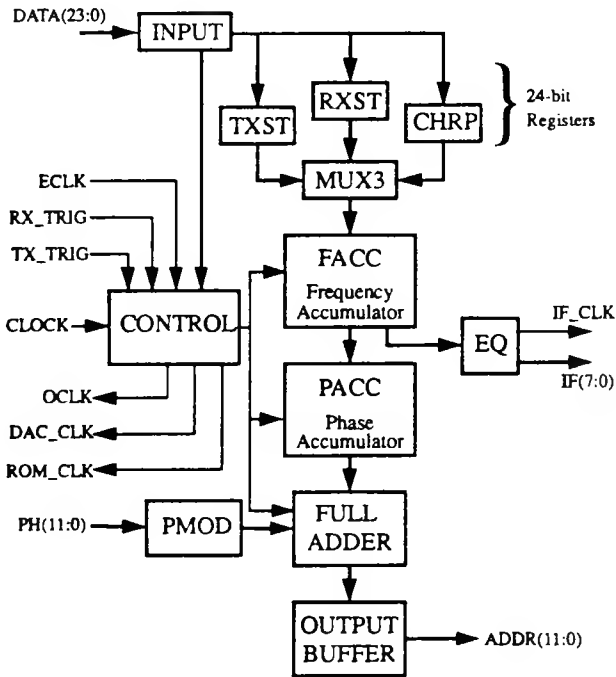 DATA(23:0)
INPUT
TXST
RXST
CHRP
24-bit
Registers
MUX3
ECLK
RX_TRIG
TX_TRIG
CLOCK
CONTROL
FACC
Frequency
Accumulator
EQ
IF_CLK
IF(7:0)
OCLK
DAC_CLK
ROM_CLK
PACC
Phase
Accumulator
PH(11:0)
PMOD
FULL
ADDER
OUTPUT
BUFFER
ADDR(11:0)